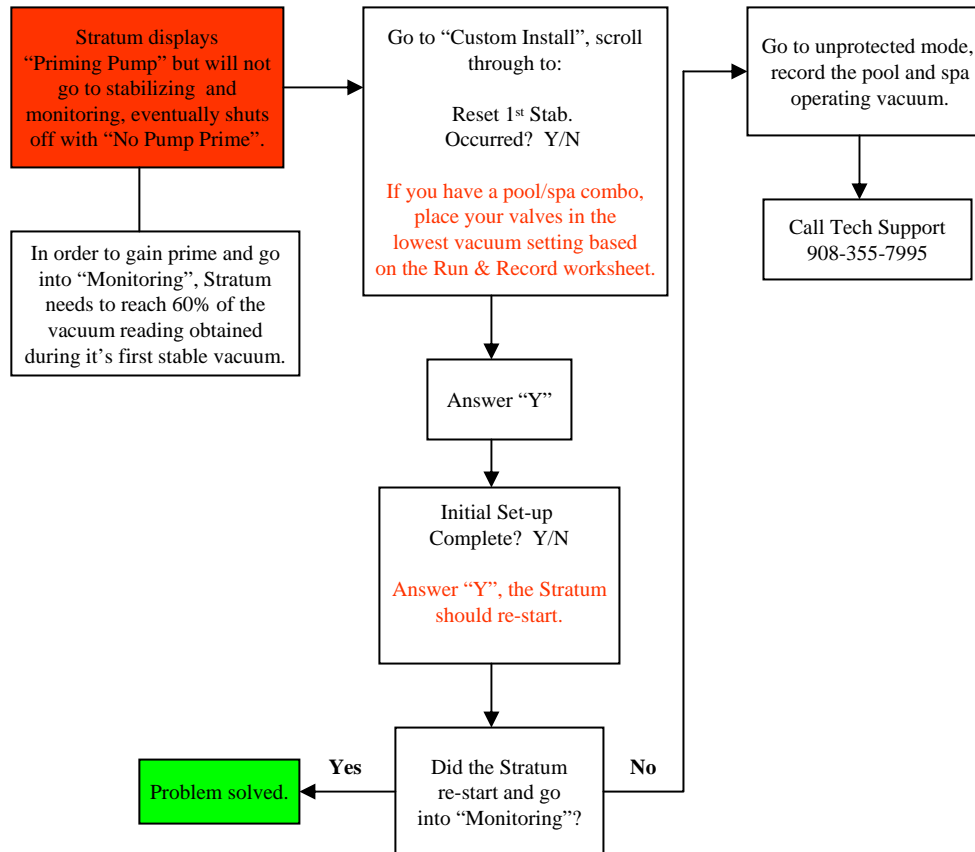 Stratum displays
“Priming Pump” but will not
go to stabilizing and
monitoring, eventually shuts
off with “No Pump Prime”.
In order to gain prime and go
into “Monitoring”, Stratum
needs to reach 60% of the
vacuum reading obtained
during it’s first stable vacuum.
Go to “Custom Install”, scroll
through to:
Reset 1st Stab.
Occurred? Y/N
If you have a pool/spa combo,
place your valves in the
lowest vacuum setting based
on the Run & Record worksheet.
Answer “Y”
Initial Set-up
Complete? Y/N
Answer “Y”, the Stratum
should re-start.
Did the Stratum
re-start and go
into “Monitoring”?
Yes
Problem solved.
No
Go to unprotected mode,
record the pool and spa
operating vacuum.
Call Tech Support
908-355-7995